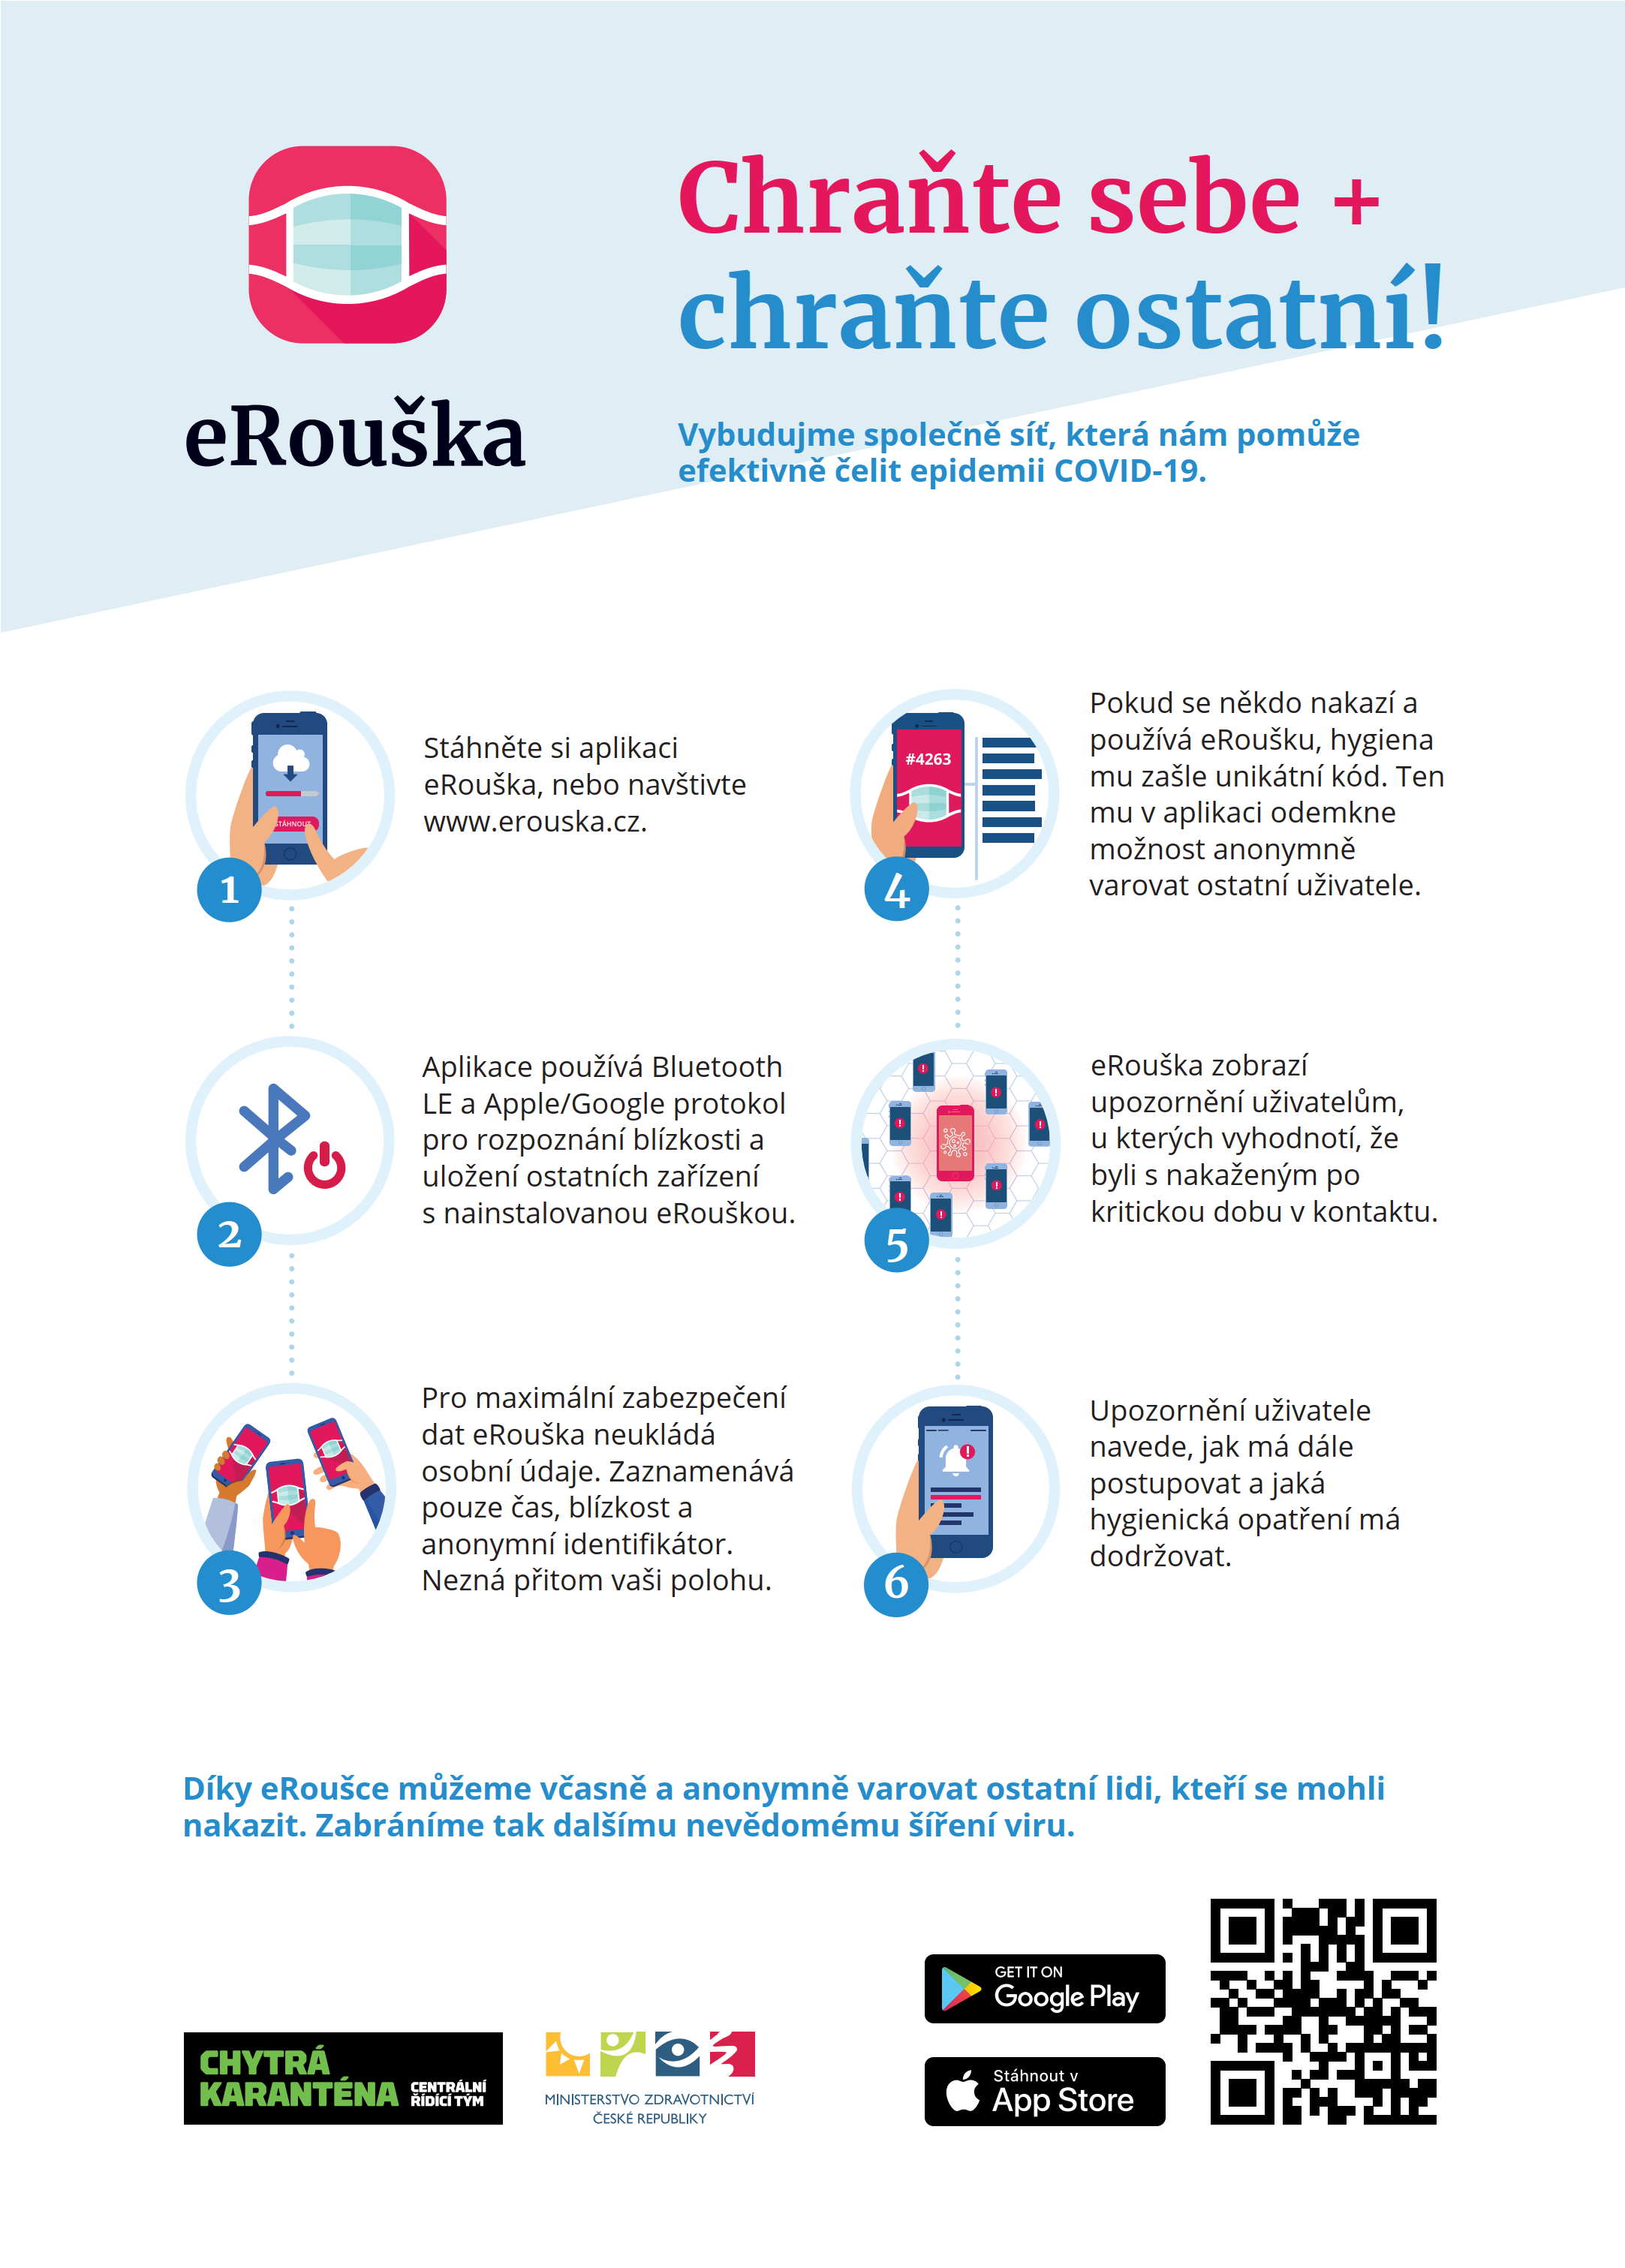 eRouška
Chraňte sebe +
chraňte ostatní!
Vybudujme společně síť, která nám pomůže
efektivně čelit epidemii COVID-19.
STÁHNOUT
1
Stáhněte si aplikaci
eRouška, nebo navštivte
www.erouska.cz.
2
Aplikace používá Bluetooth
LE a Apple/Google protokol
pro rozpoznání blízkosti a
uložení ostatních zařízení
s nainstalovanou eRouškou.
3
Pro maximální zabezpečení
dat eRouška neukládá
osobní údaje. Zaznamenává
pouze čas, blízkost a
anonymní identifikátor.
Nezná přitom vaši polohu.
#4263
4
Pokud se někdo nakazí a
používá eRoušku, hygiena
mu zašle unikátní kód. Ten
mu v aplikaci odemkne
možnost anonymně
varovat ostatní uživatele.
5
eRouška zobrazí
upozornění uživatelům,
u kterých vyhodnotí, že
byli s nakaženým po
kritickou dobu v kontaktu.
6
Upozornění uživatele
navede, jak má dále
postupovat a jaká
hygienická opatření má
dodržovat.
Díky eRoušce můžeme včasně a anonymně varovat ostatní lidi, kteří se mohli
nakazit. Zabráníme tak dalšímu nevědomému šíření viru.
CHYTRÁ
KARANTÉNA
CENTRÁLNÍ
ŘÍDÍCÍ TÝM
MINISTERSTVO ZDRAVOTNICTVÍ
ČESKÉ REPUBLIKY
GET IT ON
Google Play
Stáhnout v
App Store